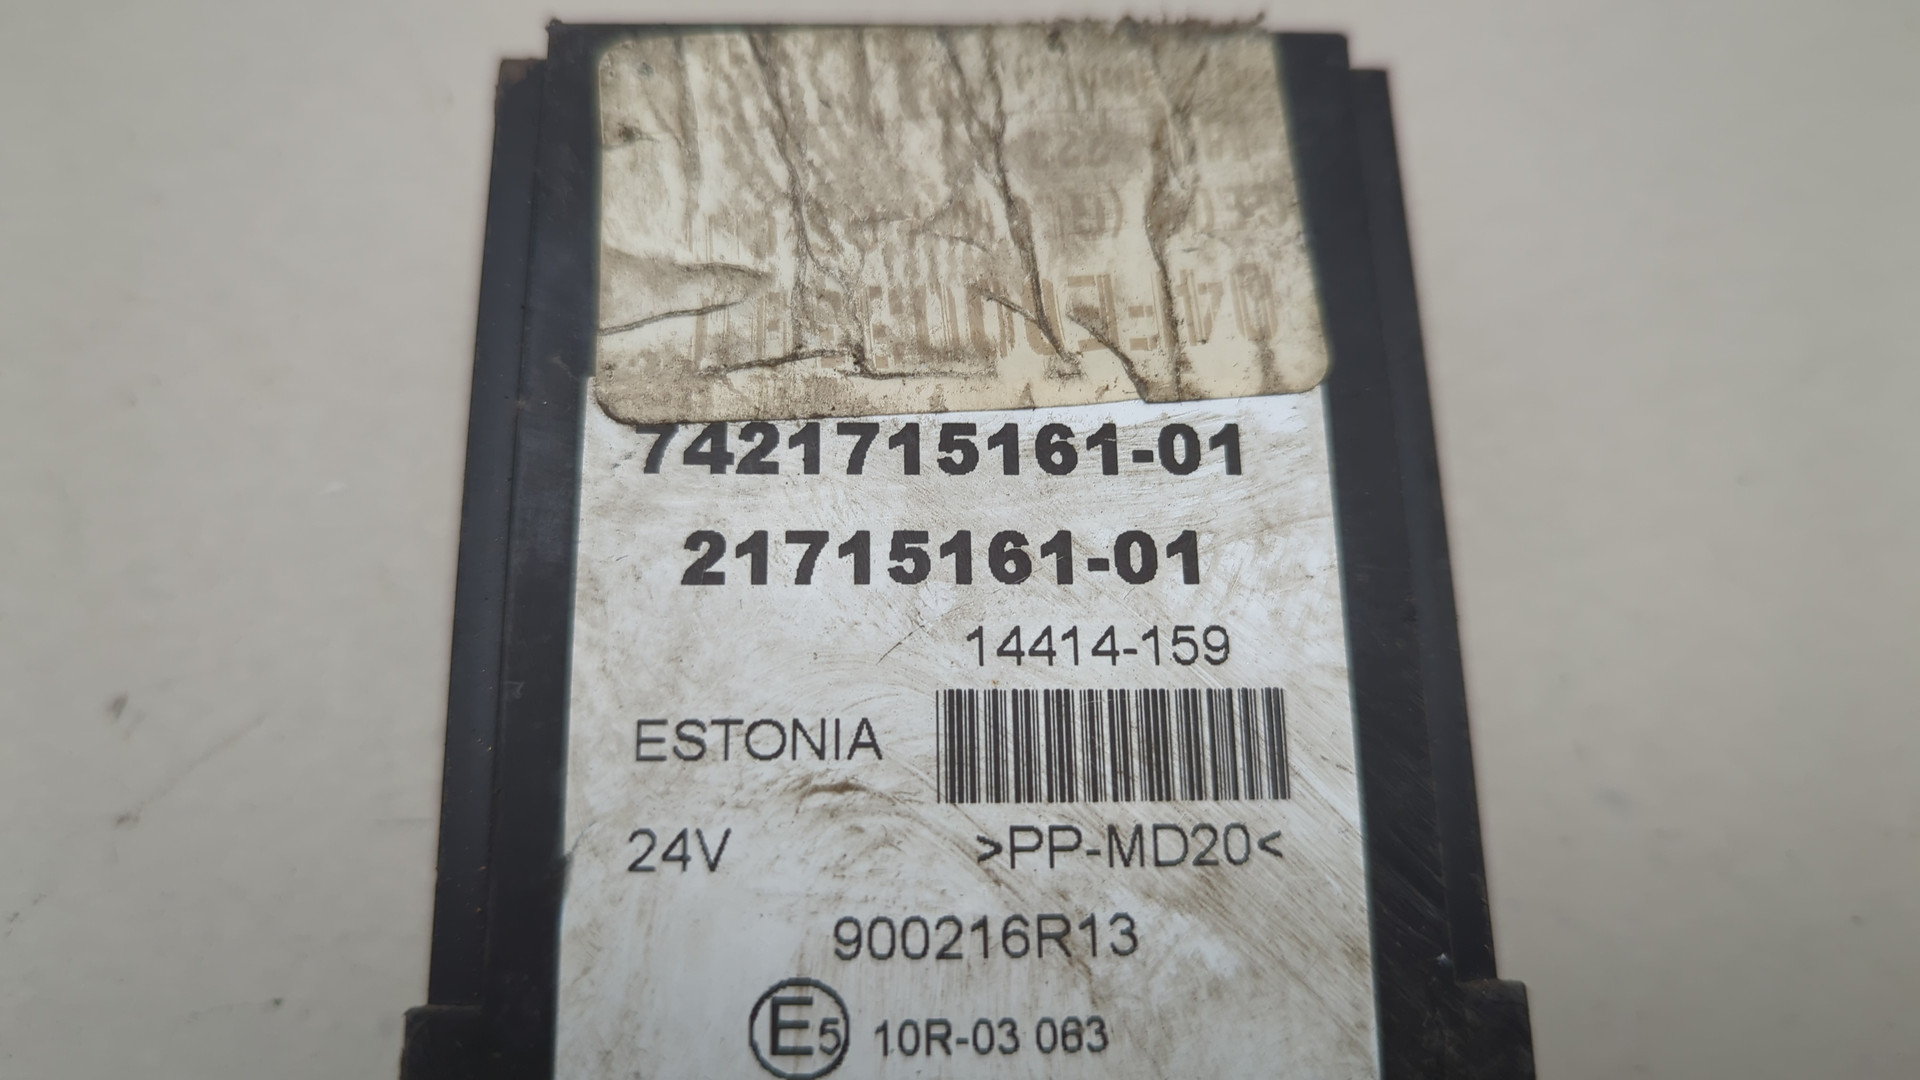 7421715161-01
21715161-01
14414-159
ESTONIA
24V >PP-MD20<
900216R13
E5 10R-03 063